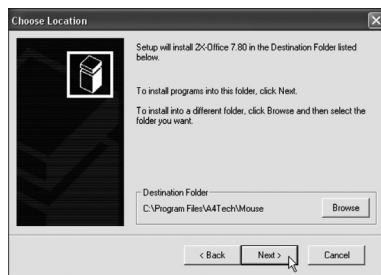 Choose Location
Setup will install 2X-Office 7.80 in the Destination Folder listed
below.
To install programs into this folder, click Next.
To install into a different folder, click Browse and then select the
folder you want.
Destination Folder
C:\Program Files\A4Tech\Mouse
Browse
< Back
Next >
Cancel